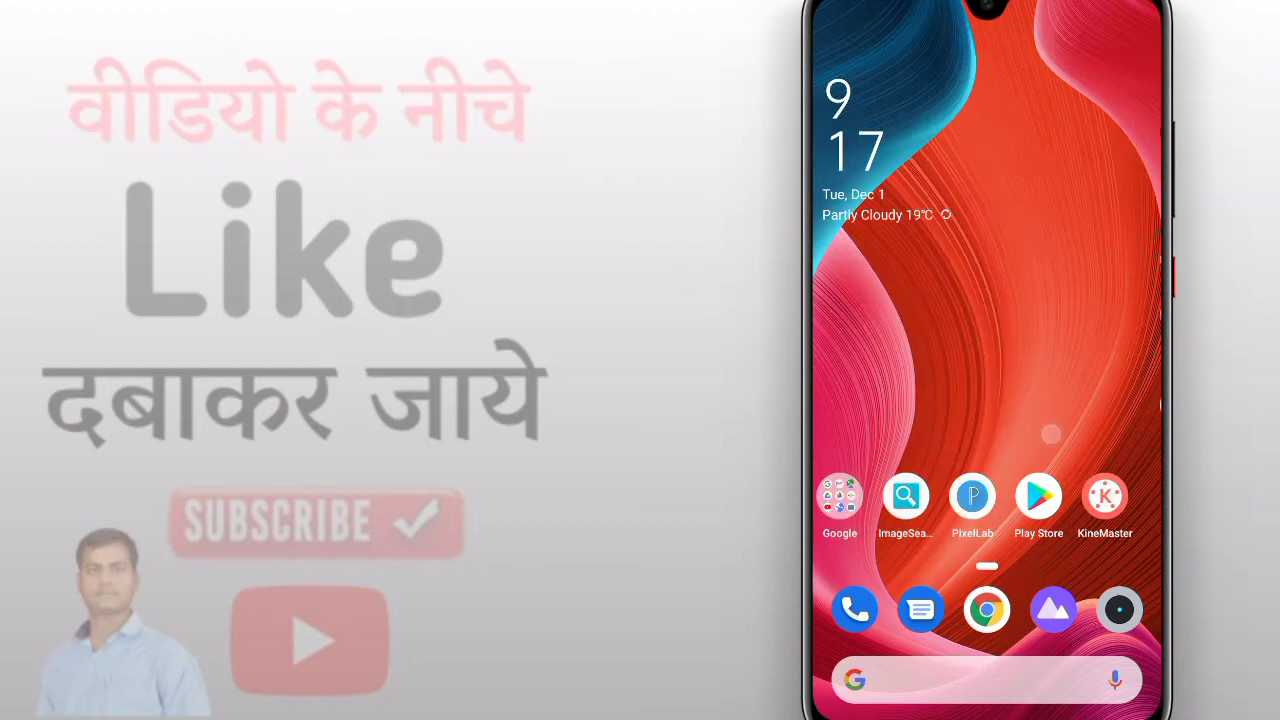 वीडियो के नीचे
Like
दबाकर जाये
SUBSCRIBE
9
17
Tue, Dec 1
Partly Cloudy 19°C
Google
ImageSea...
PixelLab
Play Store
KineMaster